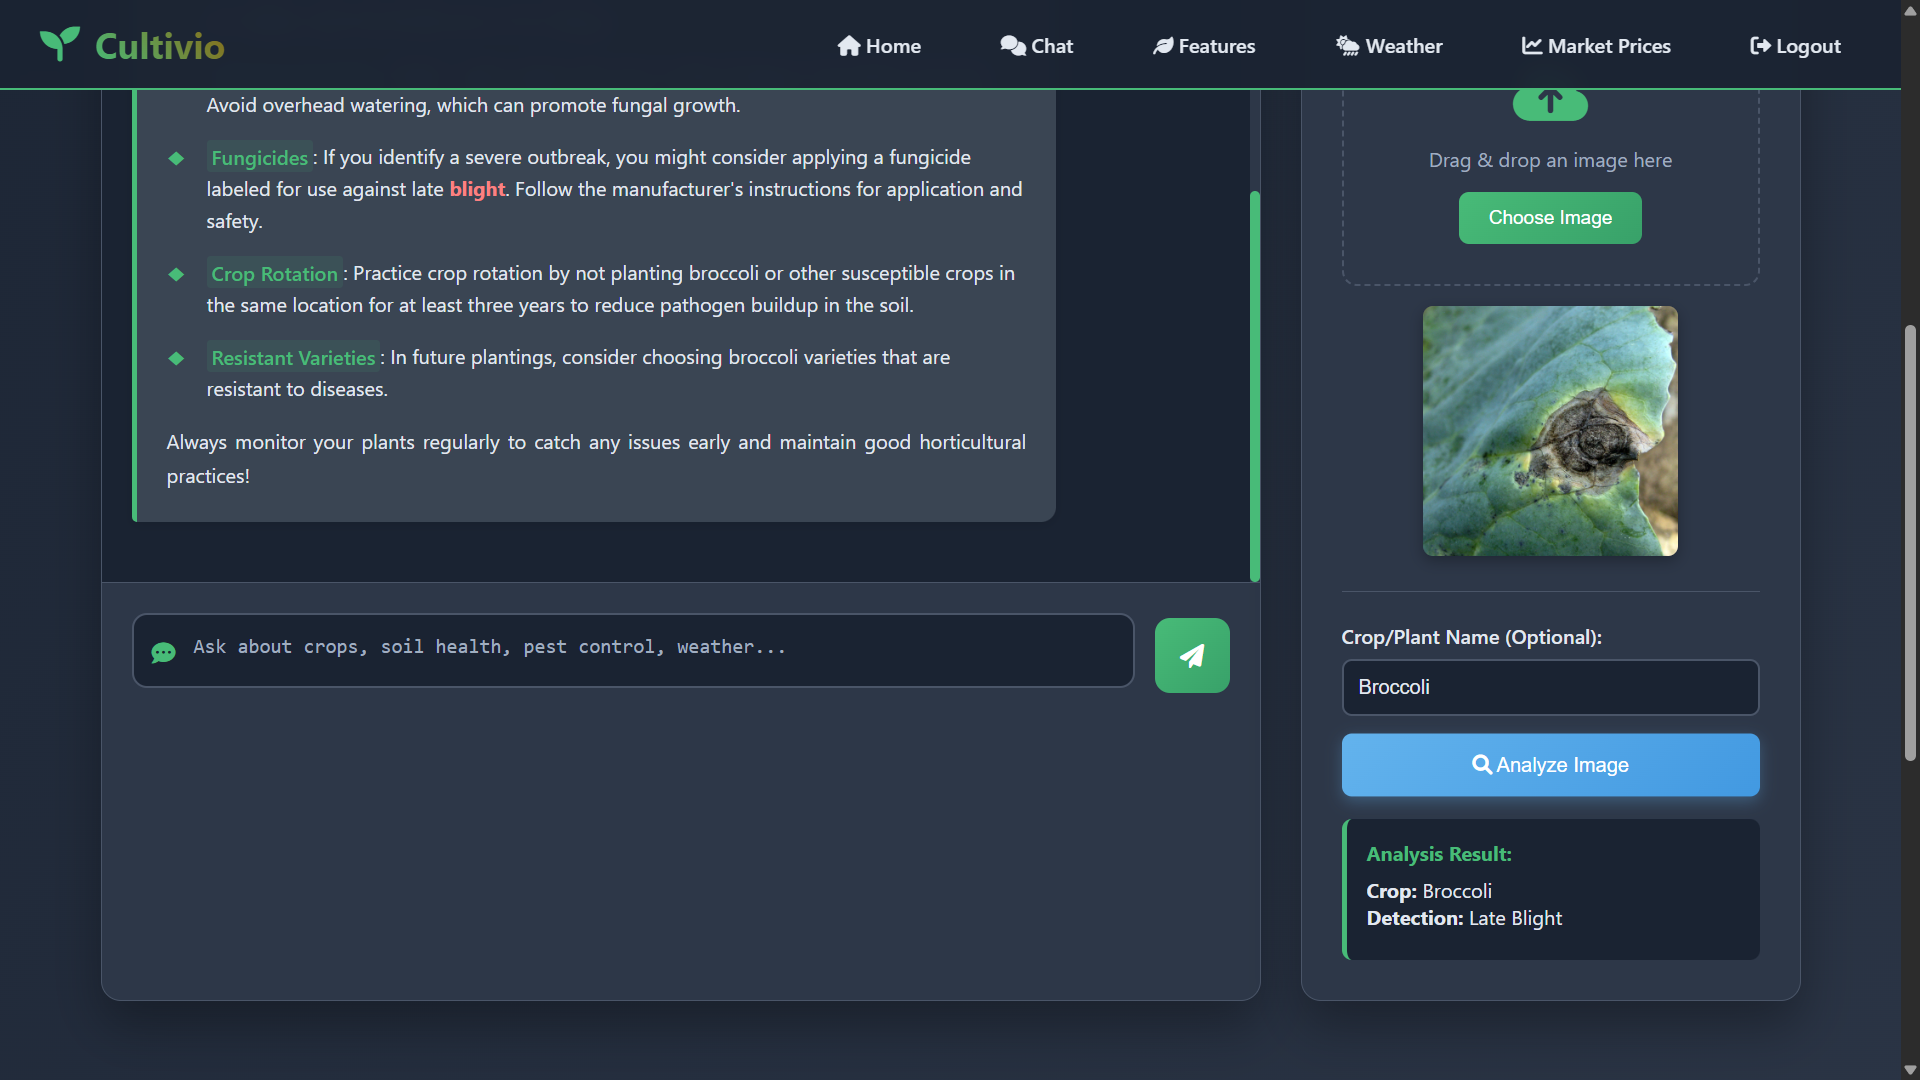 Cultivio
Home
Chat
Features
Weather
Market Prices
Logout
Avoid overhead watering, which can promote fungal growth.
Fungicides: If you identify a severe outbreak, you might consider applying a fungicide
labeled for use against late blight. Follow the manufacturer's instructions for application and
safety.
Crop Rotation: Practice crop rotation by not planting broccoli or other susceptible crops in
the same location for at least three years to reduce pathogen buildup in the soil.
Resistant Varieties: In future plantings, consider choosing broccoli varieties that are
resistant to diseases.
Always monitor your plants regularly to catch any issues early and maintain good horticultural
practices!
Ask about crops, soil health, pest control, weather...
Drag & drop an image here
Choose Image
Crop/Plant Name (Optional):
Broccoli
Analyze Image
Analysis Result:
Crop: Broccoli
Detection: Late Blight